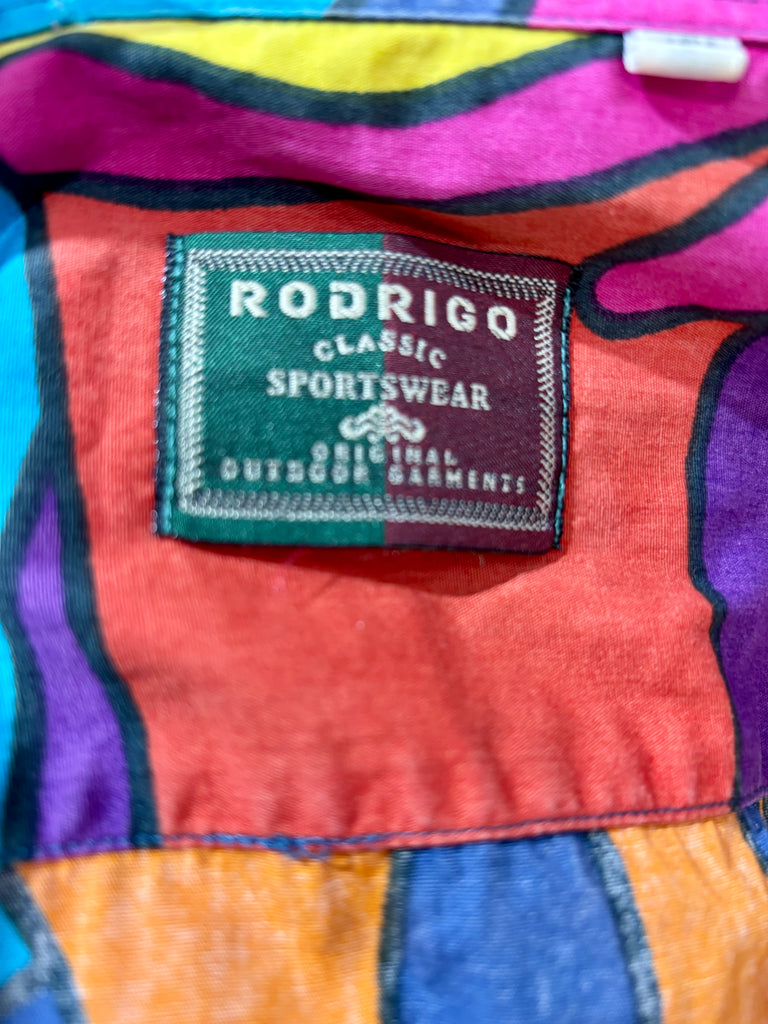 RODRIGO
CLASSIC
SPORTSWEAR
ORIGINAL
OUTDOOR GARMENTS